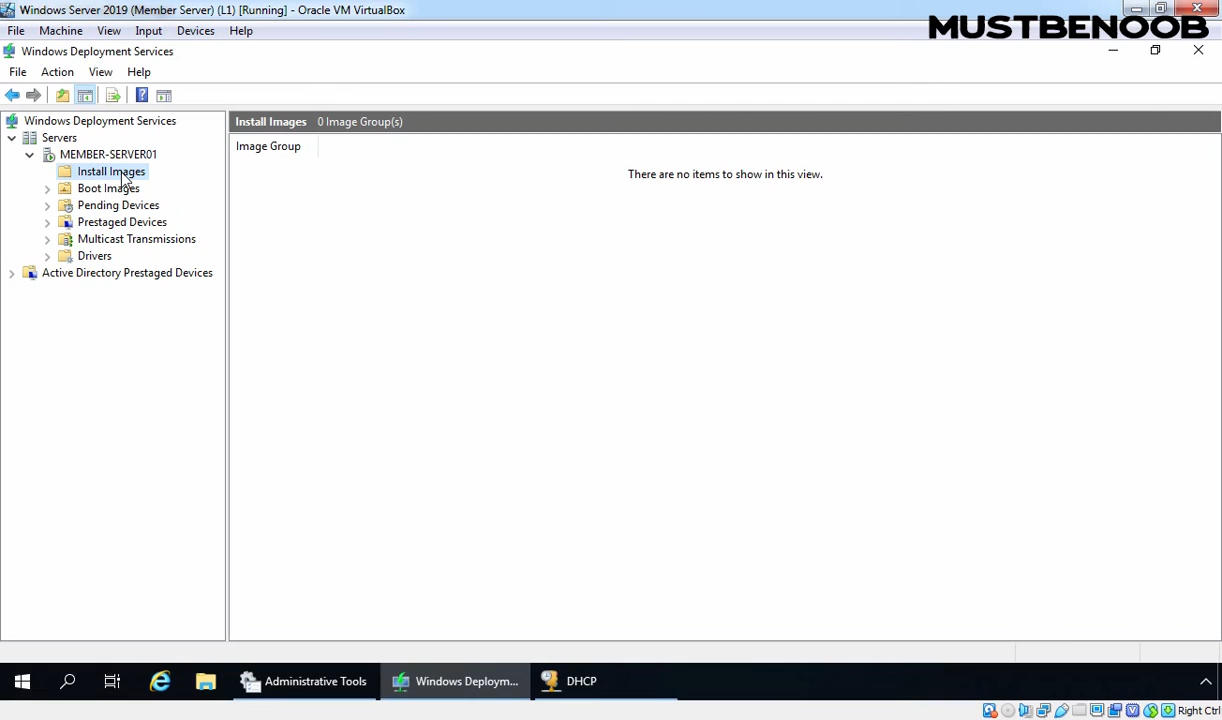 Windows Server 2019 (Member Server) (L1) [Running] - Oracle VM VirtualBox
File Machine View Input Devices Help
MUSTBENOOB
Windows Deployment Services
File Action View Help
Windows Deployment Services
Servers
MEMBER-SERVER01
Install Images
Boot Images
Pending Devices
Prestaged Devices
Multicast Transmissions
Drivers
Active Directory Prestaged Devices
Install Images 0 Image Group(s)
Image Group
There are no items to show in this view.
Administrative Tools
Windows Deploym...
DHCP
Right Ctrl